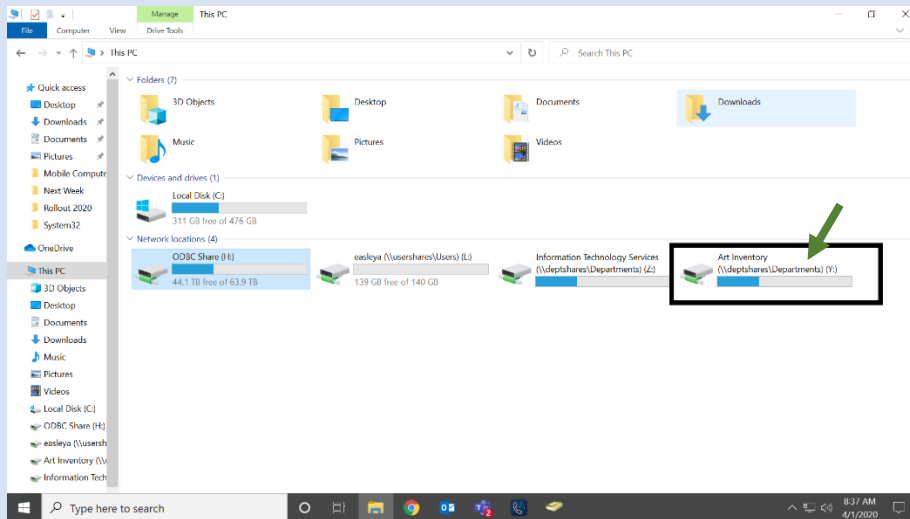 Manage
This PC
File
Computer
View
Drive Tools
This PC
Search This PC
Quick access
Desktop
Downloads
Documents
Pictures
Mobile Compute
Next Week
Rollout 2020
System32
OneDrive
This PC
3D Objects
Desktop
Documents
Downloads
Music
Pictures
Videos
Local Disk (C:)
ODBC Share (H:)
easleya (\\usersh
Art Inventory (\\
Information Tech
Folders (7)
3D Objects
Desktop
Documents
Downloads
Music
Pictures
Videos
Devices and drives (1)
Local Disk (C:)
311 GB free of 476 GB
Network locations (4)
ODBC Share (H:)
44.1 TB free of 63.9 TB
easleya (\\usershares\Users) (L:)
139 GB free of 140 GB
Information Technology Services
(\\deptshares\Departments) (Z:)
Art Inventory
(\\deptshares\Departments) (Y:)
Type here to search
8:37 AM
4/1/2020